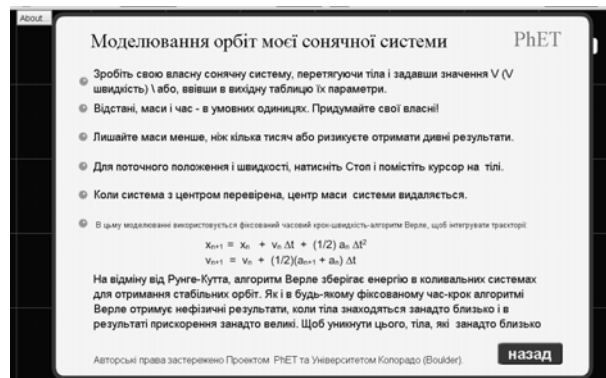 About...
Моделювання орбіт моєї сонячної системи
PhET
Зробіть свою власну сонячну систему, перетягуючи тіла і задавши значення V (V
швидкість) \ або, ввівши в вихідну таблицю їх параметри.
Відстані, маси і час - в умовних одиницях. Придумайте свої власні!
Лишайте маси менше, ніж кілька тисяч або ризикуєте отримати дивні результати.
Для поточного положення і швидкості, натисніть Стоп і помістіть курсор на тілі.
Коли система з центром перевірена, центр маси системи видаляється.
В цьому моделюванні використовується фіксований часовий крок-швидкість-алгоритм Верле, щоб інтегрувати траєкторії:
xₙ₊₁ = xₙ + vₙ Δt + (1/2) aₙ Δt²
vₙ₊₁ = vₙ + (1/2)(aₙ₊₁ + aₙ) Δt
На відміну від Рунге-Кутта, алгоритм Верле зберігає енергію в коливальних системах
для отримання стабільних орбіт. Як і в будь-якому фіксованому час-крок алгоритмі
Верле отримує нефізичні результати, коли тіла знаходяться занадто близько і в
результаті прискорення занадто великі. Щоб уникнути цього, тіла, які занадто близько
Авторські права застережено Проектом PhET та Університетом Колорадо (Boulder).
назад